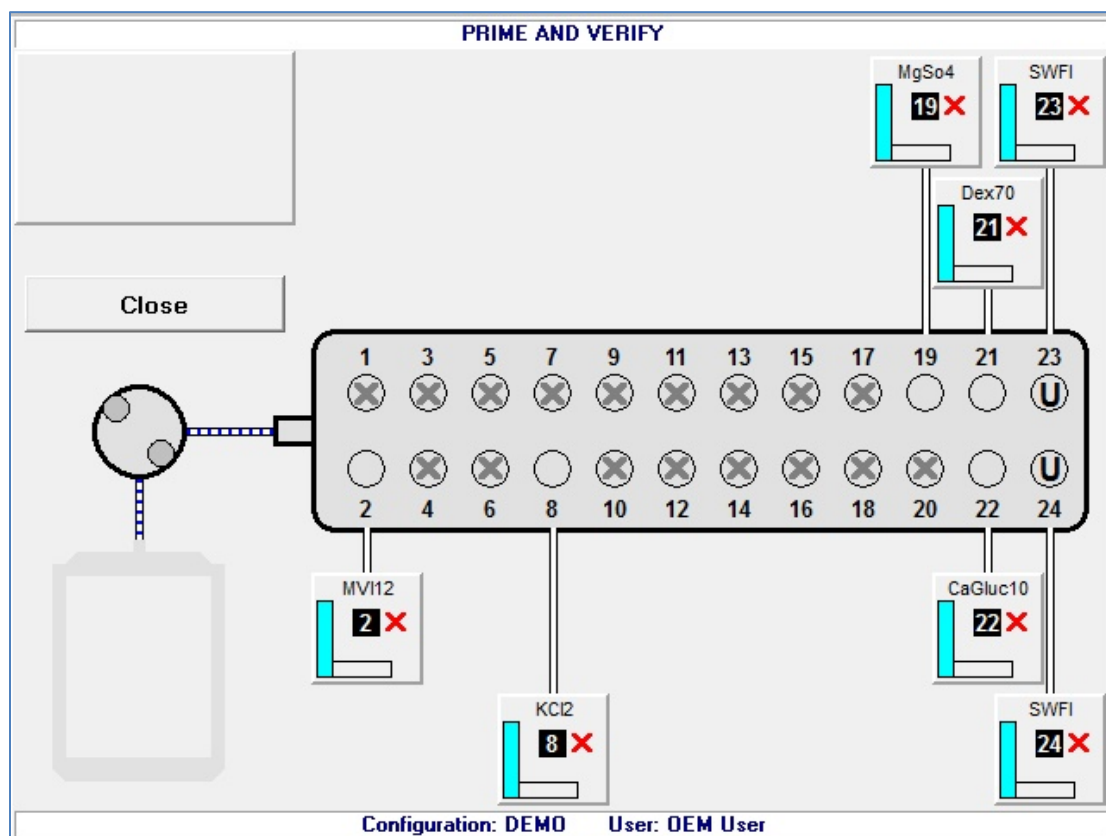 PRIME AND VERIFY
MgSo4
19
SWFI
23
Dex70
21
Close
1 3 5 7 9 11 13 15 17 19 21 23
U
U
2 4 6 8 10 12 14 16 18 20 22 24
MVI12
2
CaGluc10
22
KCl2
8
SWFI
24
Configuration: DEMO User: OEM User